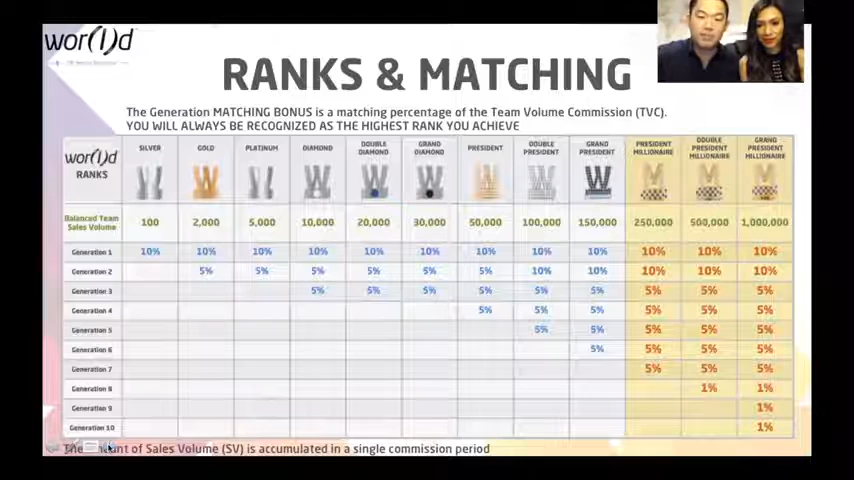 wor(l)d
RANKS & MATCHING
The Generation MATCHING BONUS is a matching percentage of the Team Volume Commission (TVC).
YOU WILL ALWAYS BE RECOGNIZED AS THE HIGHEST RANK YOU ACHIEVE
wor(l)d RANKS SILVER GOLD PLATINUM DIAMOND DOUBLE DIAMOND GRAND DIAMOND PRESIDENT DOUBLE PRESIDENT GRAND PRESIDENT PRESIDENT MILLIONAIRE DOUBLE PRESIDENT MILLIONAIRE GRAND PRESIDENT MILLIONAIRE
Balanced Team Sales Volume 100 2,000 5,000 10,000 20,000 30,000 50,000 100,000 150,000 250,000 500,000 1,000,000
Generation 1 10% 10% 10% 10% 10% 10% 10% 10% 10% 10% 10% 10%
Generation 2 5% 5% 5% 5% 5% 5% 10% 10% 10% 10% 10%
Generation 3 5% 5% 5% 5% 5% 5% 5% 5% 5%
Generation 4 5% 5% 5% 5% 5% 5%
Generation 5 5% 5% 5% 5% 5%
Generation 6 5% 5% 5% 5%
Generation 7 5% 5% 5%
Generation 8 1% 1%
Generation 9 1%
Generation 10 1%
of Sales Volume (SV) is accumulated in a single commission period